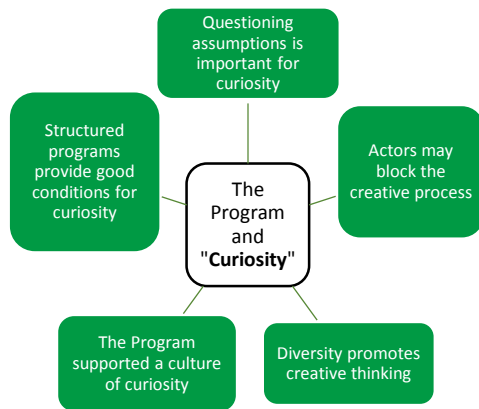 Questioning
assumptions is
important for
curiosity
Structured
programs
provide good
conditions for
curiosity
Actors may
block the
creative process
The
Program
and
"Curiosity"
The Program
supported a culture
of curiosity
Diversity promotes
creative thinking